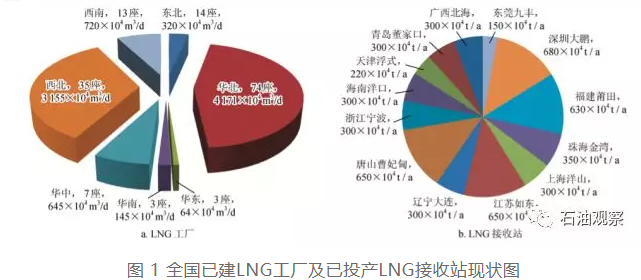 西南,13座,
720×10⁴m³/d
东北,14座,
320×10⁴m³/d
西北,35座,
3 155×10⁴m³/d
华北,74座,
4 171×10⁴m³/d
华中,7座,
645×10⁴m³/d
华南,3座,
145×10⁴m³/d
华东,3座,
64×10⁴m³/d
a. LNG 工厂
广西北海,
300×10⁴t / a
东莞九丰,
150×10⁴t / a
青岛董家口,
300×10⁴t / a
深圳大鹏,
680×10⁴t / a
天津浮式,
220×10⁴t / a
海南洋口,
300×10⁴t / a
福建莆田,
630×10⁴t / a
浙江宁波,
300×10⁴t / a
珠海金湾,
350×10⁴t / a
唐山曹妃甸,
650×10⁴t / a
上海洋山,
300×10⁴t / a
辽宁大连,
300×10⁴t / a
江苏如东,
650×10⁴t / a
b. LNG 接收站
石油观察
图 1 全国已建LNG工厂及已投产LNG接收站现状图